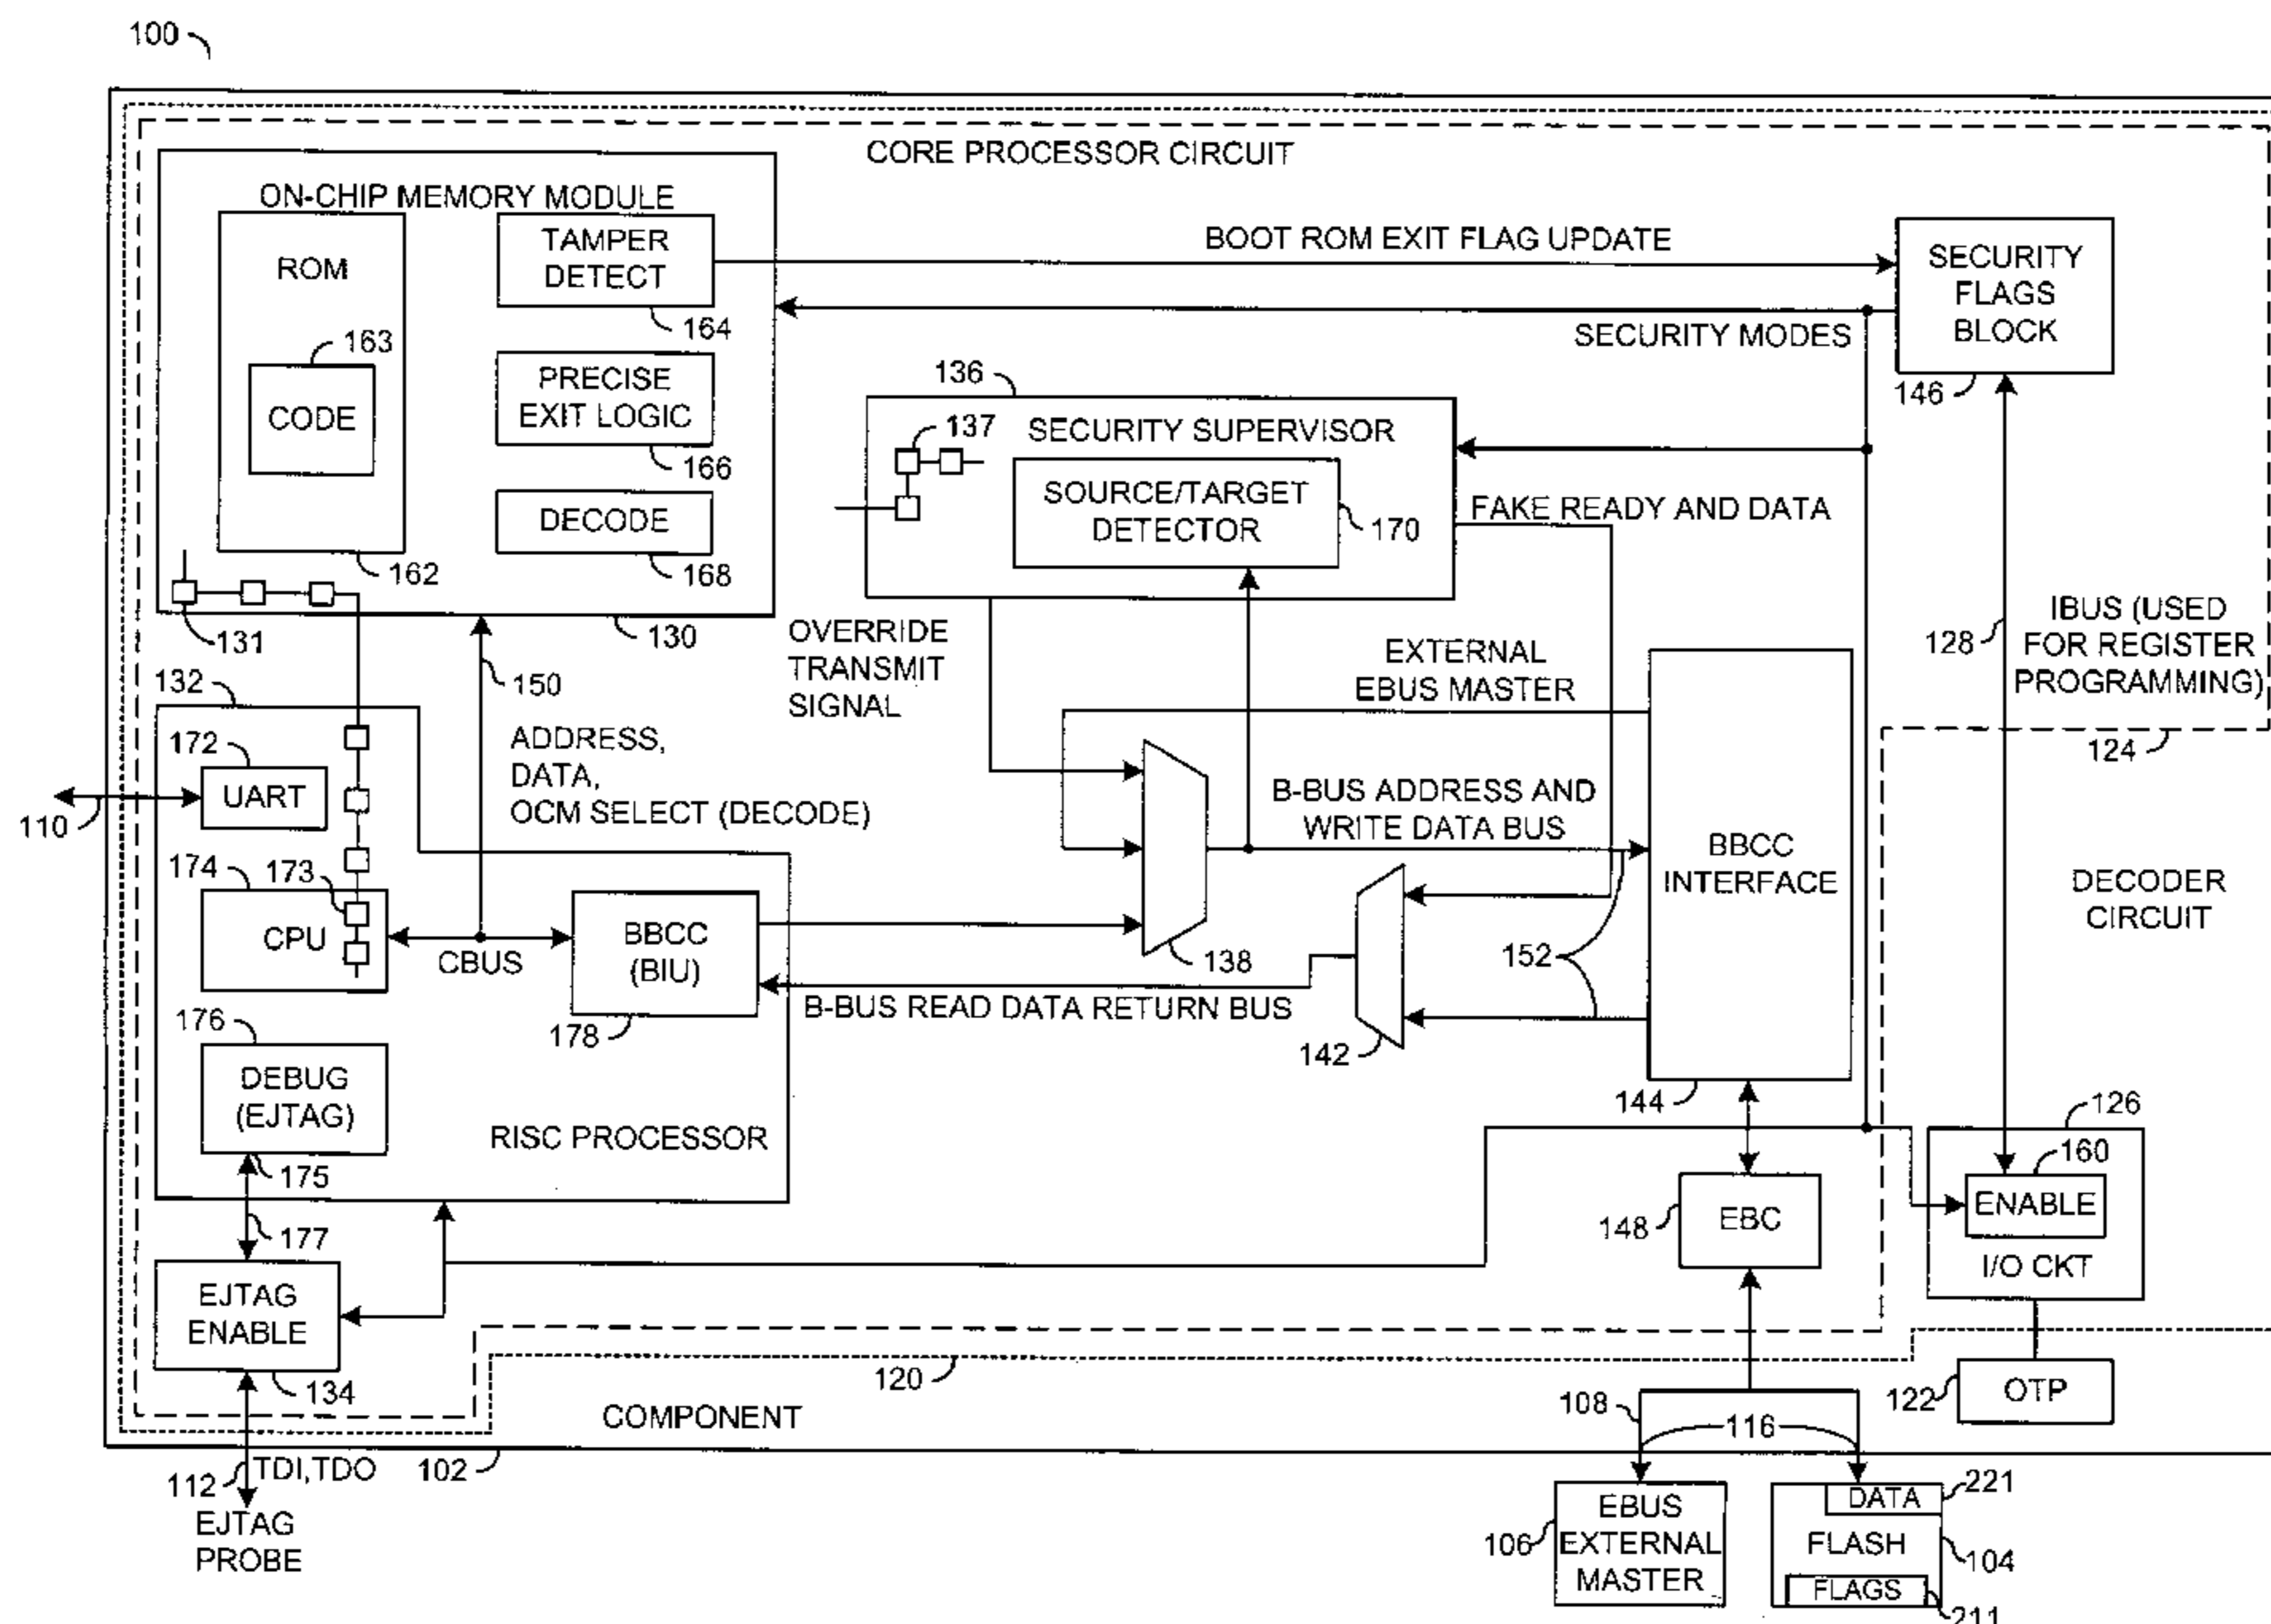 100
CORE PROCESSOR CIRCUIT
ON-CHIP MEMORY MODULE
ROM
163
CODE
162
TAMPER
DETECT
164
PRECISE
EXIT LOGIC
166
DECODE
168
131
130
BOOT ROM EXIT FLAG UPDATE
SECURITY MODES
SECURITY
FLAGS
BLOCK
146
136
137
SECURITY SUPERVISOR
SOURCE/TARGET
DETECTOR
170
FAKE READY AND DATA
OVERRIDE
TRANSMIT
SIGNAL
EXTERNAL
EBUS MASTER
128
IBUS (USED
FOR REGISTER
PROGRAMMING)
124
132
150
ADDRESS,
DATA,
OCM SELECT (DECODE)
172
UART
110
174
173
CPU
CBUS
BBCC
(BIU)
178
B-BUS ADDRESS AND
WRITE DATA BUS
138
B-BUS READ DATA RETURN BUS
142
152
BBCC
INTERFACE
144
DECODER
CIRCUIT
176
DEBUG
(EJTAG)
175
RISC PROCESSOR
177
EJTAG
ENABLE
134
148
EBC
126
160
ENABLE
I/O CKT
120
122
OTP
COMPONENT
102
112
TDI,TDO
EJTAG
PROBE
108
116
106
EBUS
EXTERNAL
MASTER
DATA
221
FLASH
104
FLAGS
211